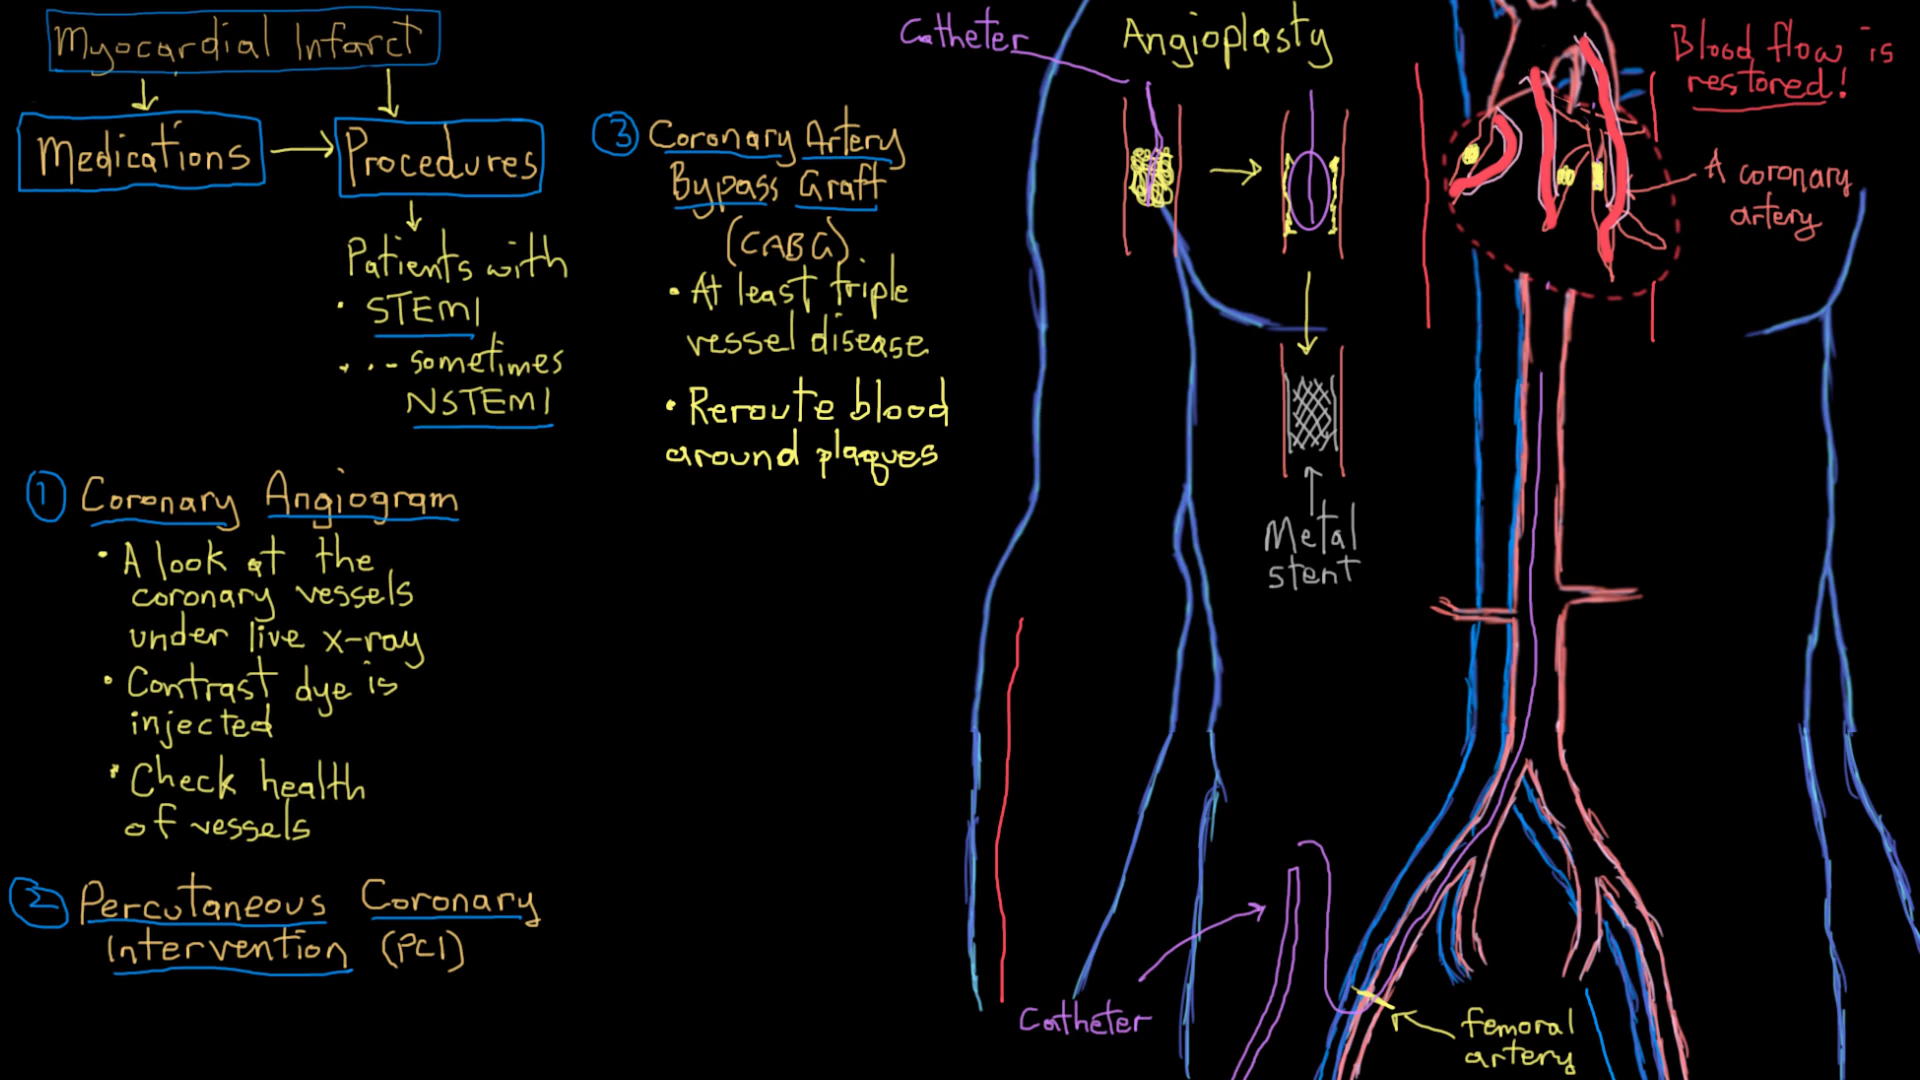 Myocardial Infarct
Medications
Procedures
Patients with
• STEMI
• ..- sometimes
NSTEMI
① Coronary Angiogram
• A look at the
coronary vessels
under live x-ray
• Contrast dye is
injected
• Check health
of vessels
② Percutaneous Coronary
Intervention (PCI)
③ Coronary Artery
Bypass Graft
(CABG)
• At least triple
vessel disease
• Reroute blood
around plaques
Catheter
Angioplasty
Metal
stent
Blood flow is
restored!
A coronary
artery
Catheter
femoral
artery